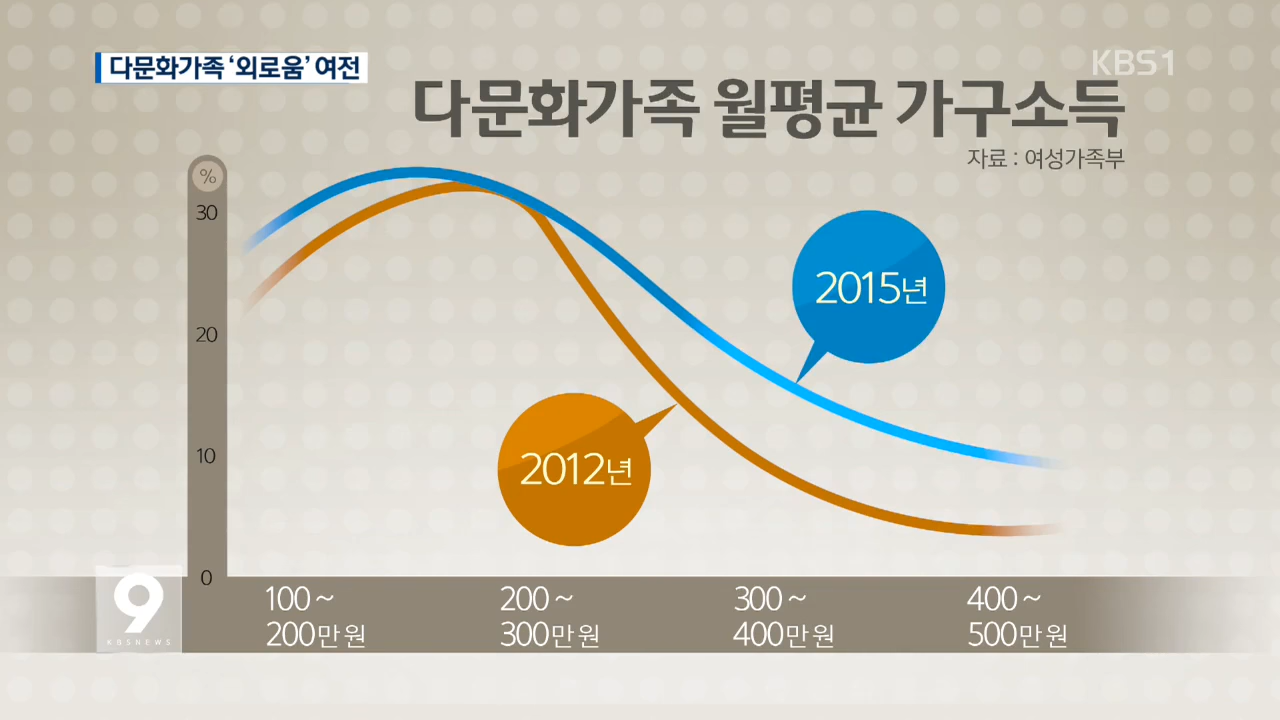 다문화가족 ‘외로움’ 여전
KBS1
다문화가족 월평균 가구소득
자료 : 여성가족부
%
30
20
10
0
2015년
2012년
100~
200만 원
200~
300만 원
300~
400만 원
400~
500만 원
9
KBS NEWS